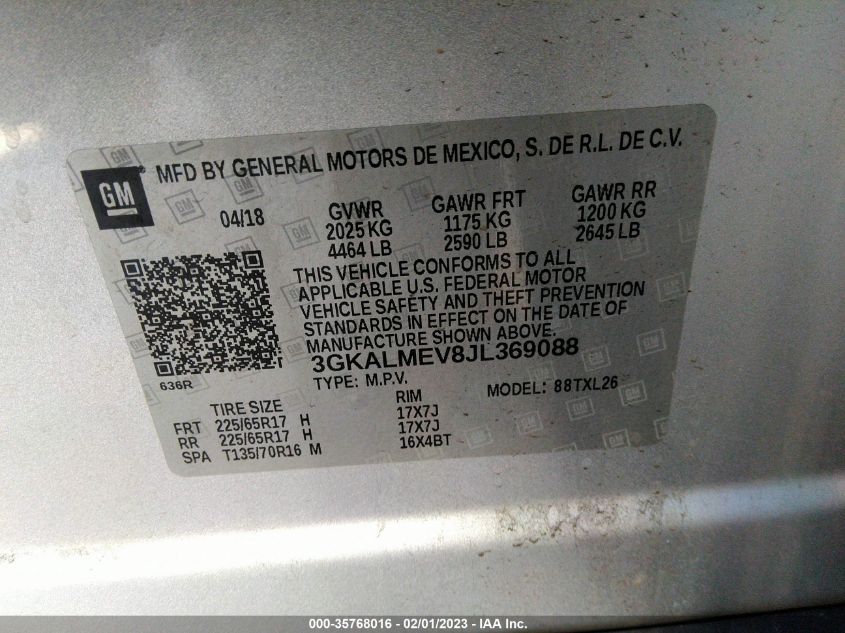 MFD BY GENERAL MOTORS DE MEXICO, S. DE R.L. DE C.V.
GM
04/18 GVWR GAWR FRT GAWR RR
2025 KG 1175 KG 1200 KG
4464 LB 2590 LB 2645 LB
THIS VEHICLE CONFORMS TO ALL
APPLICABLE U.S. FEDERAL MOTOR
VEHICLE SAFETY AND THEFT PREVENTION
STANDARDS IN EFFECT ON THE DATE OF
MANUFACTURE SHOWN ABOVE.
3GKALMEV8JL369088
636R
TYPE: M.P.V. MODEL: 88TXL26
TIRE SIZE RIM
FRT 225/65R17 H 17X7J
RR 225/65R17 H 17X7J
SPA T135/70R16 M 16X4BT
000-35768016 - 02/01/2023 - IAA Inc.